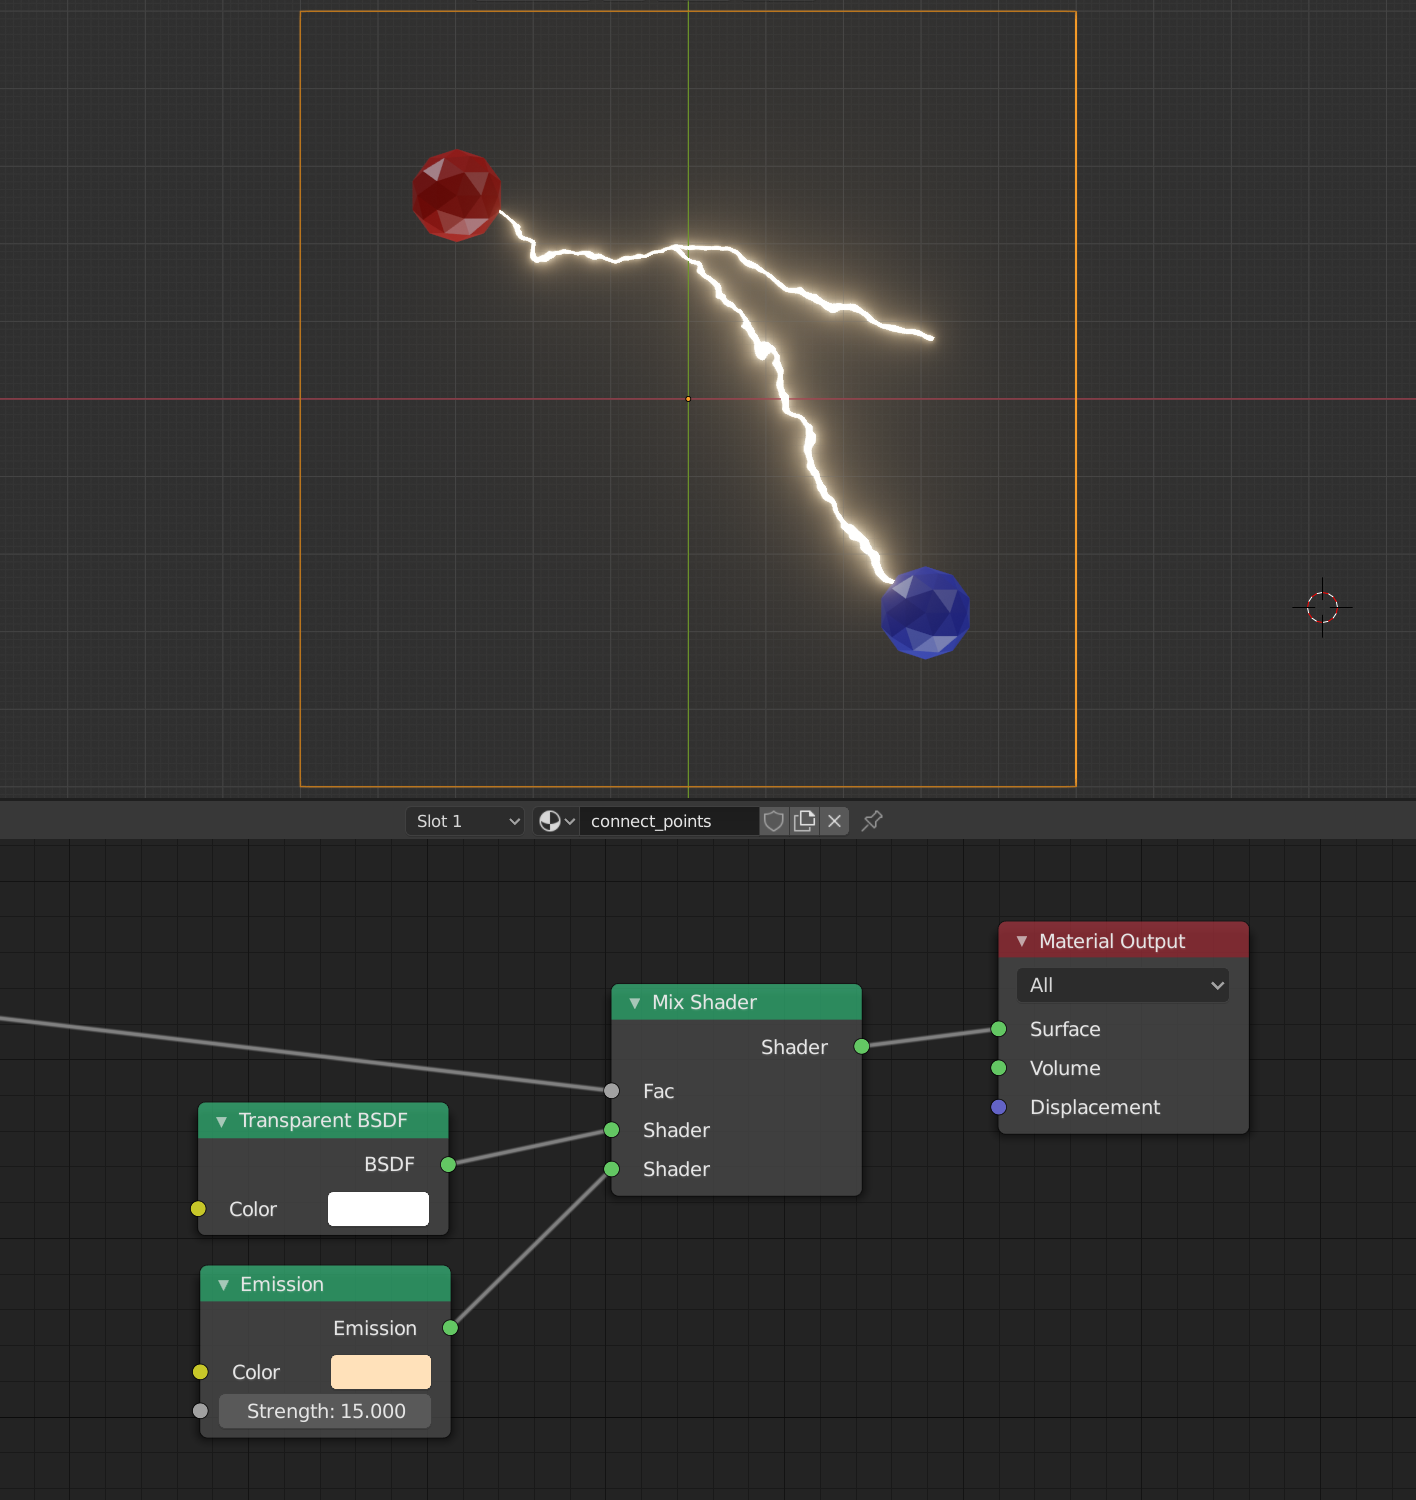 Slot 1
connect_points
Material Output
All
Surface
Volume
Displacement
Mix Shader
Shader
Fac
Shader
Shader
Transparent BSDF
BSDF
Color
Emission
Emission
Color
Strength: 15.000